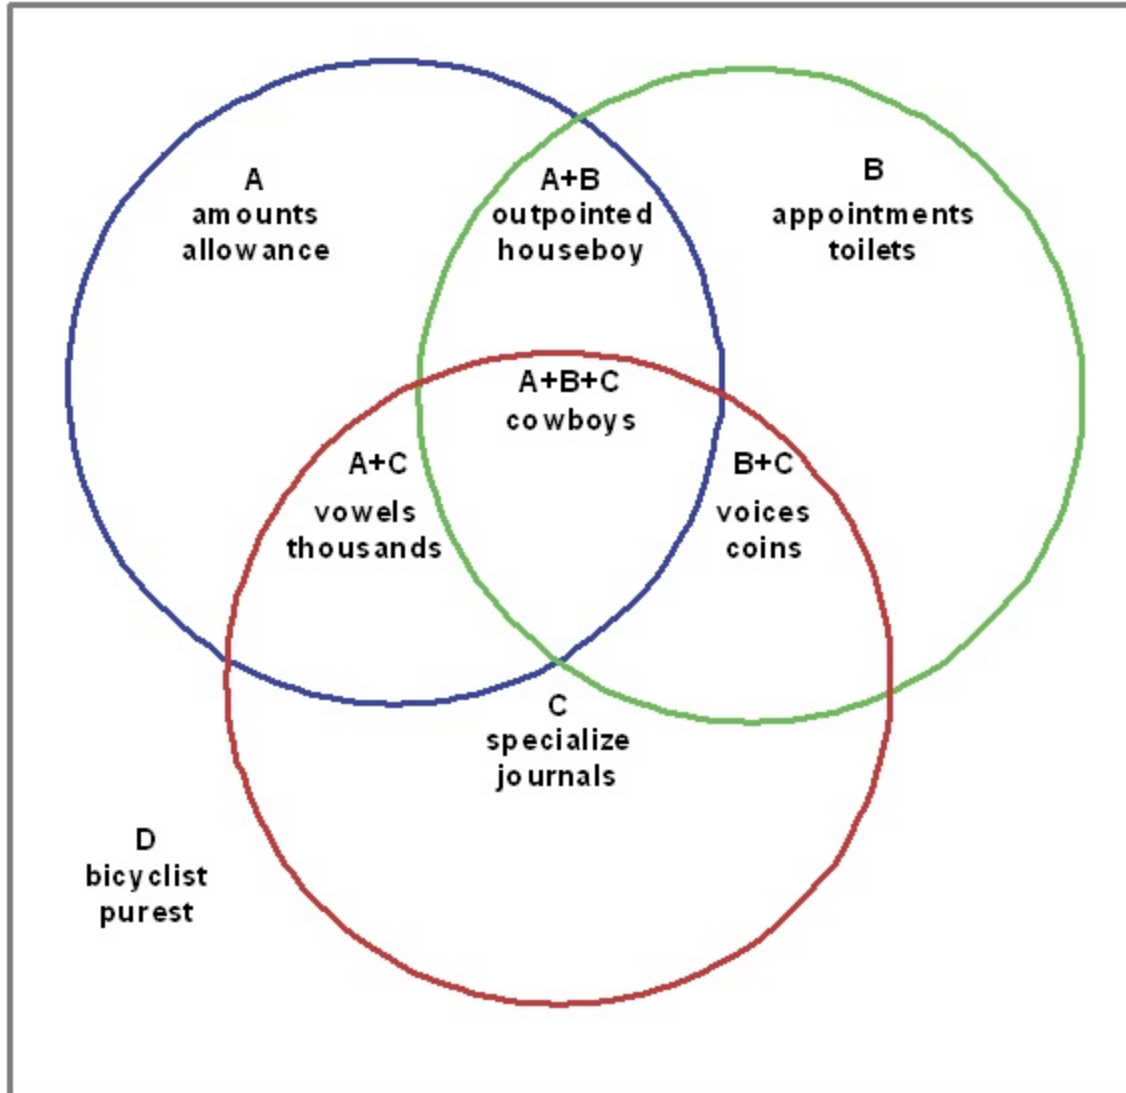 A
amounts
allowance
A+B
outpointed
houseboy
B
appointments
toilets
A+B+C
cowboys
A+C
vowels
thousands
B+C
voices
coins
C
specialize
journals
D
bicyclist
purest